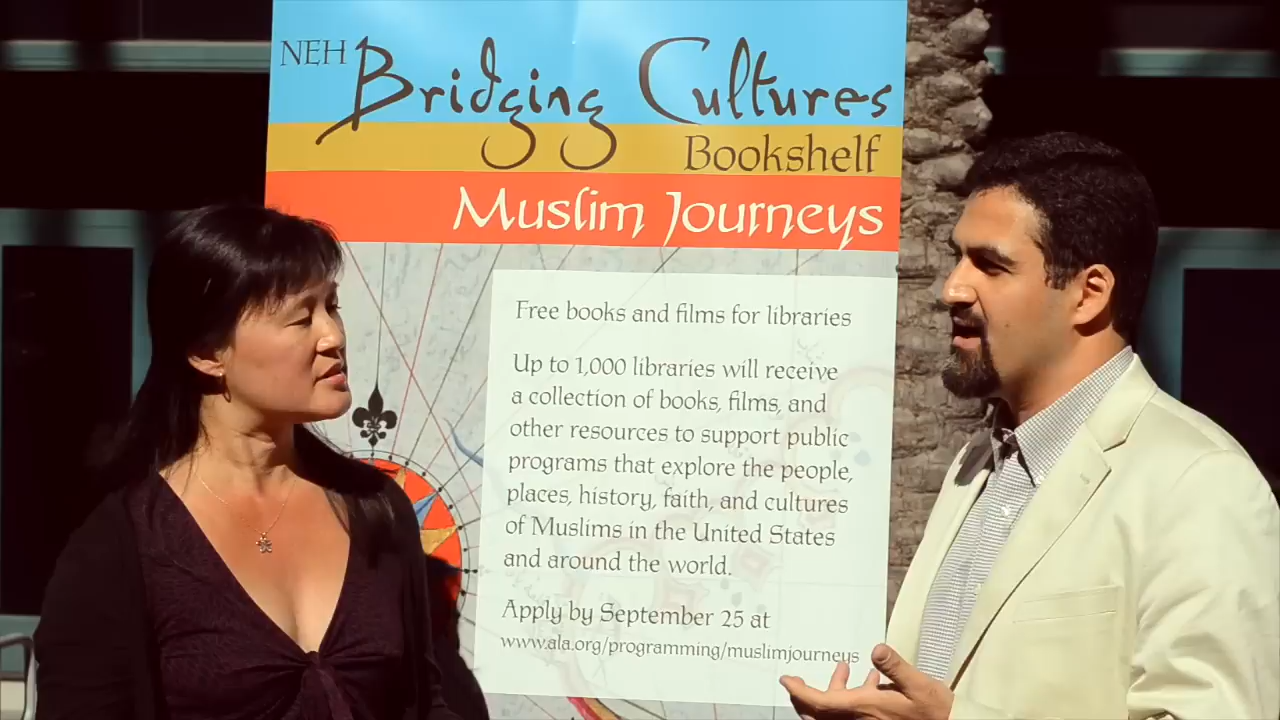 NEH Bridging Cultures
Bookshelf
Muslim Journeys
Free books and films for libraries
Up to 1,000 libraries will receive
a collection of books, films, and
other resources to support public
programs that explore the people,
places, history, faith, and cultures
of Muslims in the United States
and around the world.
Apply by September 25 at
www.ala.org/programming/muslimjourneys